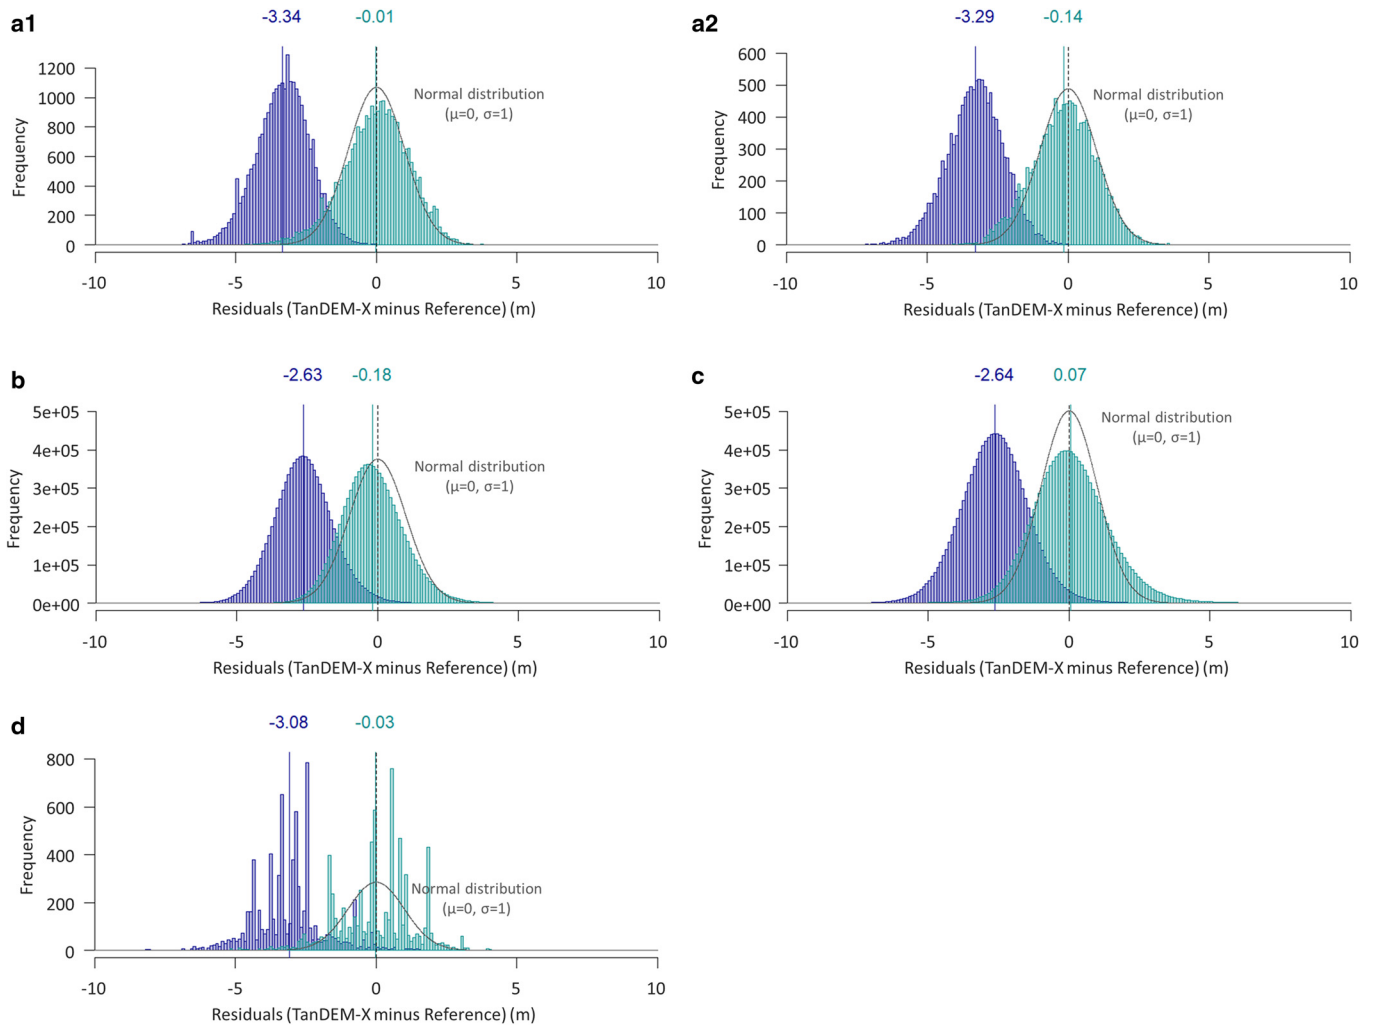 a1
-3.34 -0.01
1200
1000
800
600
400
200
0
Frequency
Normal distribution
(µ=0, σ=1)
-10 -5 0 5 10
Residuals (TanDEM-X minus Reference) (m)
a2
-3.29 -0.14
600
500
400
300
200
100
0
Frequency
Normal distribution
(µ=0, σ=1)
-10 -5 0 5 10
Residuals (TanDEM-X minus Reference) (m)
b
-2.63 -0.18
5e+05
4e+05
3e+05
2e+05
1e+05
0e+00
Frequency
Normal distribution
(µ=0, σ=1)
-10 -5 0 5 10
Residuals (TanDEM-X minus Reference) (m)
c
-2.64 0.07
5e+05
4e+05
3e+05
2e+05
1e+05
0e+00
Frequency
Normal distribution
(µ=0, σ=1)
-10 -5 0 5 10
Residuals (TanDEM-X minus Reference) (m)
d
-3.08 -0.03
800
600
400
200
0
Frequency
Normal distribution
(µ=0, σ=1)
-10 -5 0 5 10
Residuals (TanDEM-X minus Reference) (m)